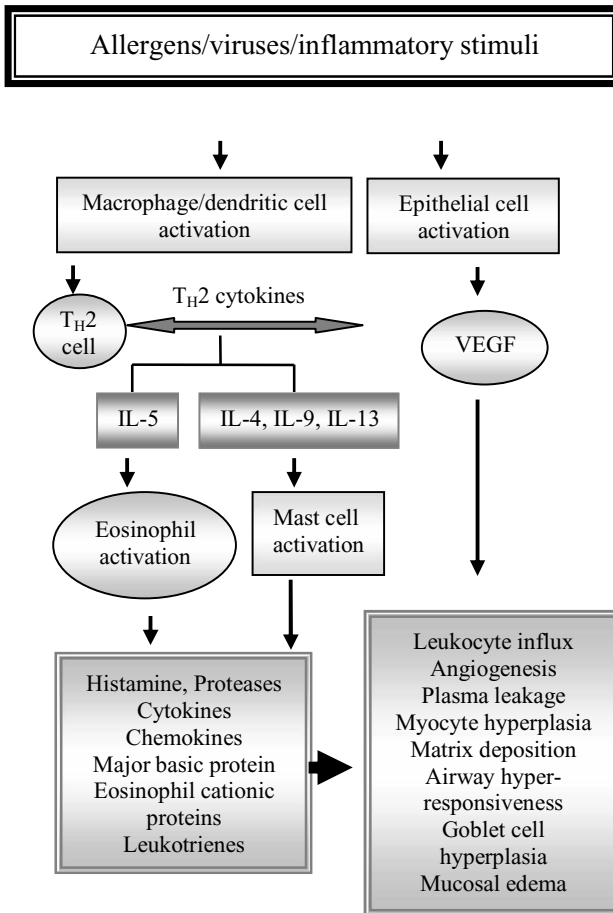 Allergens/viruses/inflammatory stimuli
Macrophage/dendritic cell
activation
Epithelial cell
activation
T_H2 cytokines
T_H2
cell
VEGF
IL-5
IL-4, IL-9, IL-13
Eosinophil
activation
Mast cell
activation
Histamine, Proteases
Cytokines
Chemokines
Major basic protein
Eosinophil cationic
proteins
Leukotrienes
Leukocyte influx
Angiogenesis
Plasma leakage
Myocyte hyperplasia
Matrix deposition
Airway hyper-
responsiveness
Goblet cell
hyperplasia
Mucosal edema